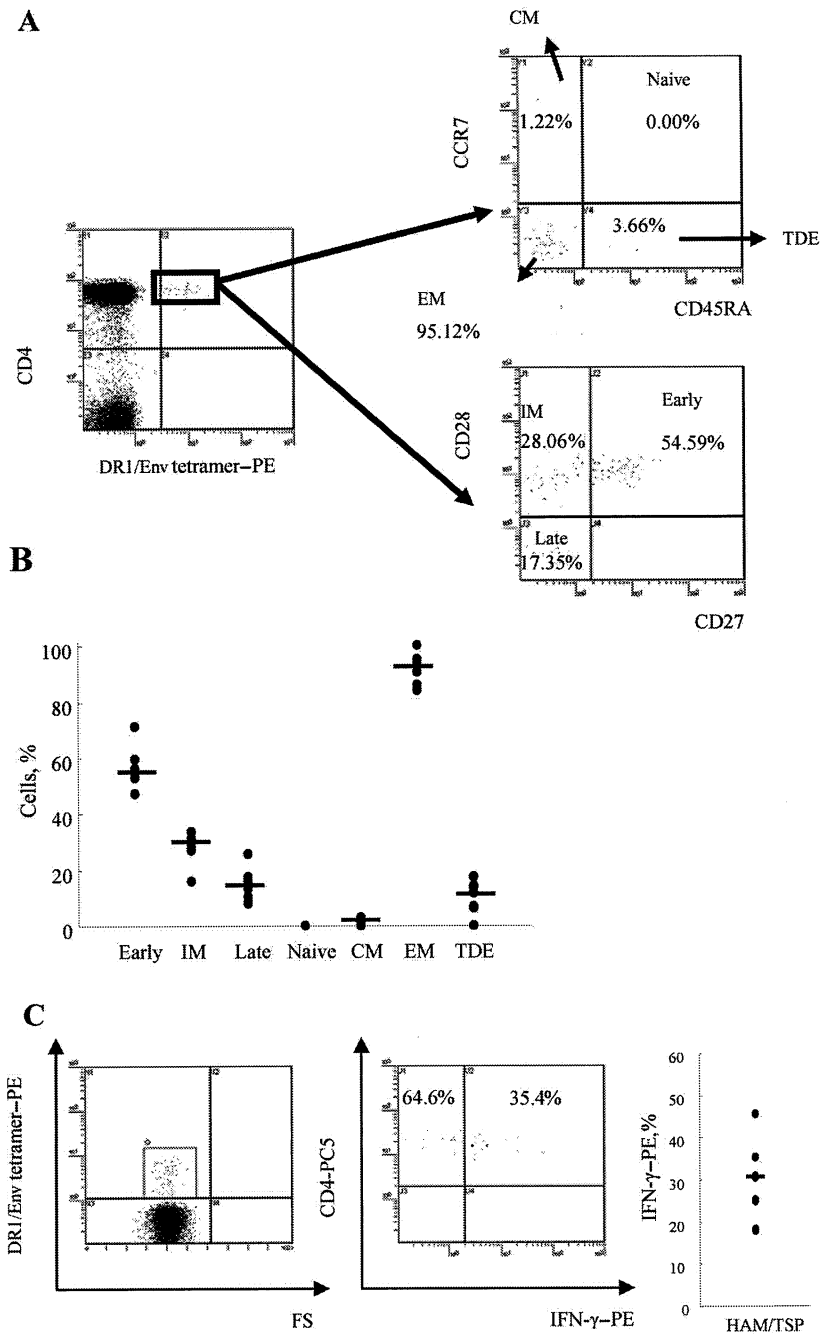 A
CM
Naive
1.22%
0.00%
CCR7
3.66%
TDE
EM
95.12%
CD45RA
CD4
DR1/Env tetramer–PE
IM
Early
28.06%
54.59%
CD28
Late
17.35%
CD27
B
100
80
60
40
20
0
Cells, %
Early IM Late Naive CM EM TDE
C
DR1/Env tetramer–PE
FS
64.6%
35.4%
CD4-PC5
IFN-γ–PE
60
50
40
30
20
10
0
IFN-γ–PE,%
HAM/TSP